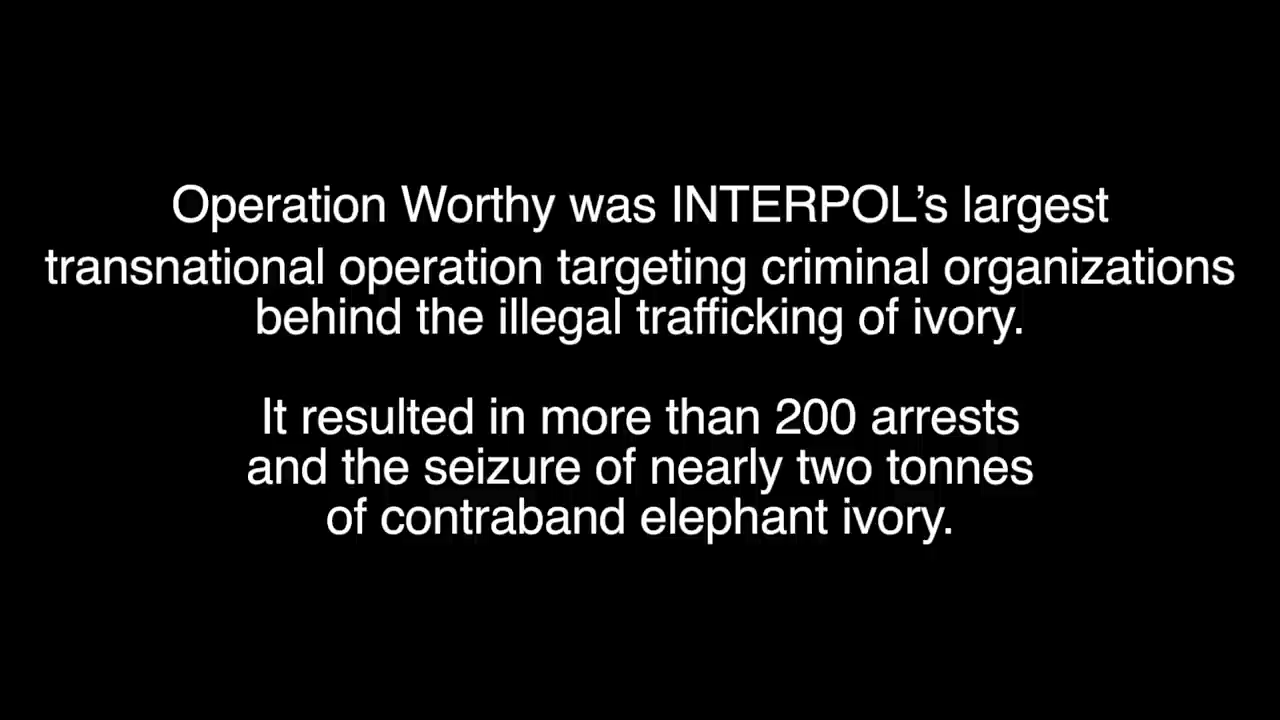 Operation Worthy was INTERPOL’s largest
transnational operation targeting criminal organizations
behind the illegal trafficking of ivory.
It resulted in more than 200 arrests
and the seizure of nearly two tonnes
of contraband elephant ivory.